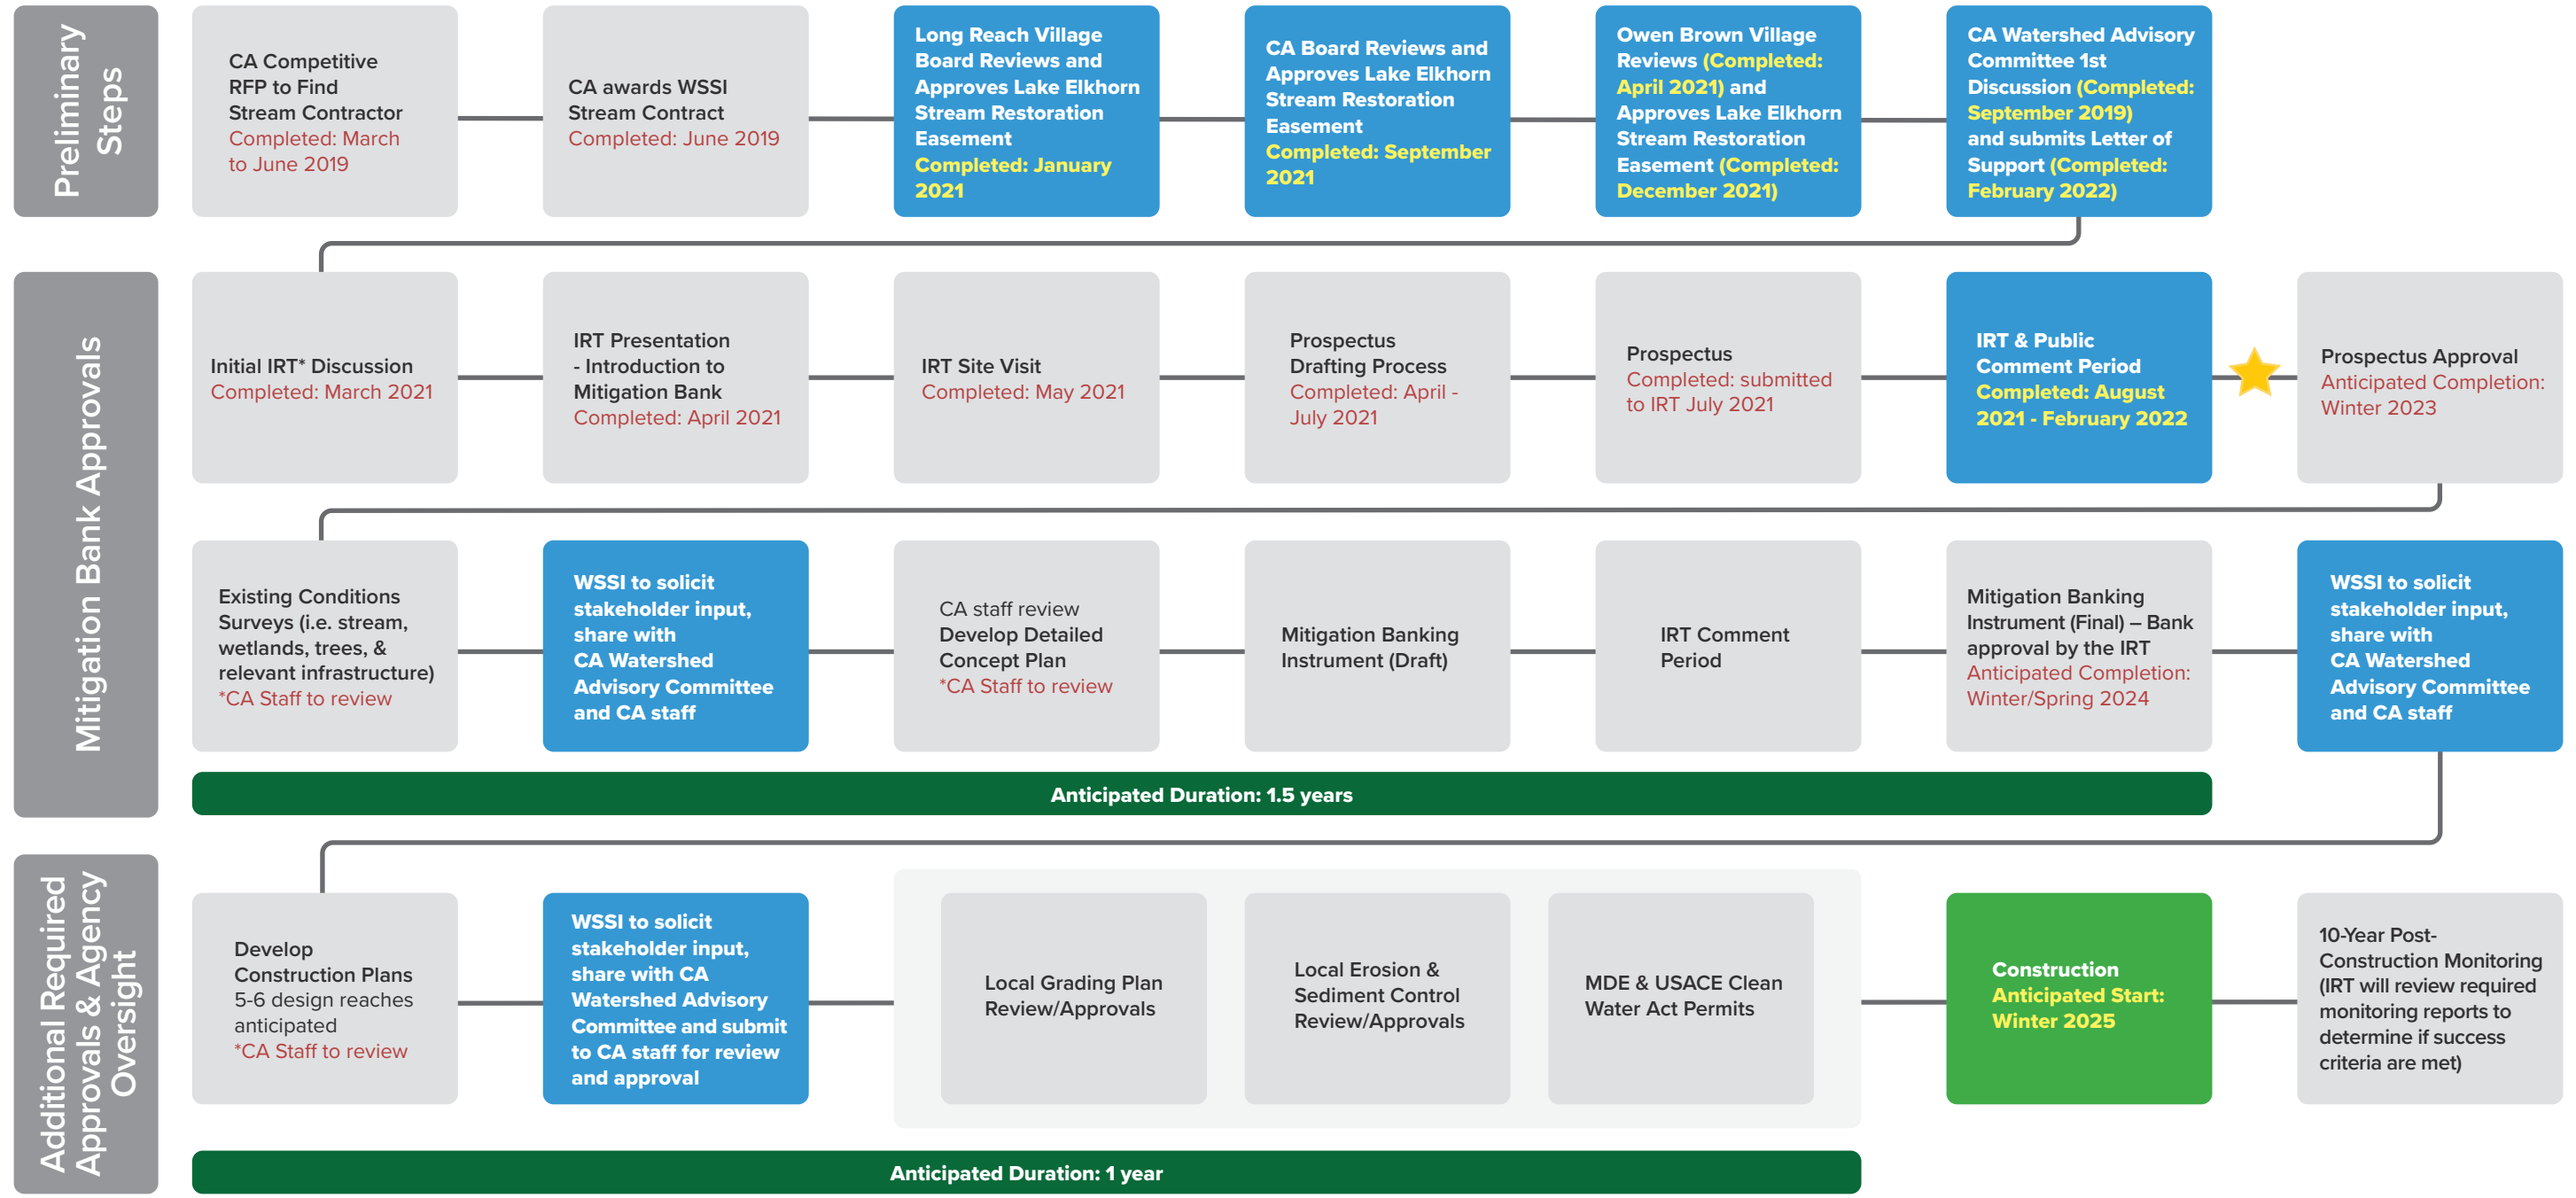 Preliminary
Steps
CA Competitive
RFP to Find
Stream Contractor
Completed: March
to June 2019
CA awards WSSI
Stream Contract
Completed: June 2019
Long Reach Village
Board Reviews and
Approves Lake Elkhorn
Stream Restoration
Easement
Completed: January
2021
CA Board Reviews and
Approves Lake Elkhorn
Stream Restoration
Easement
Completed: September
2021
Owen Brown Village
Reviews (Completed:
April 2021) and
Approves Lake Elkhorn
Stream Restoration
Easement (Completed:
December 2021)
CA Watershed Advisory
Committee 1st
Discussion (Completed:
September 2019)
and submits Letter of
Support (Completed:
February 2022)
Mitigation Bank Approvals
Initial IRT* Discussion
Completed: March 2021
IRT Presentation
- Introduction to
Mitigation Bank
Completed: April 2021
IRT Site Visit
Completed: May 2021
Prospectus
Drafting Process
Completed: April -
July 2021
Prospectus
Completed: submitted
to IRT July 2021
IRT & Public
Comment Period
Completed: August
2021 - February 2022
Prospectus Approval
Anticipated Completion:
Winter 2023
Existing Conditions
Surveys (i.e. stream,
wetlands, trees, &
relevant infrastructure)
*CA Staff to review
WSSI to solicit
stakeholder input,
share with
CA Watershed
Advisory Committee
and CA staff
CA staff review
Develop Detailed
Concept Plan
*CA Staff to review
Mitigation Banking
Instrument (Draft)
IRT Comment
Period
Mitigation Banking
Instrument (Final) – Bank
approval by the IRT
Anticipated Completion:
Winter/Spring 2024
WSSI to solicit
stakeholder input,
share with
CA Watershed
Advisory Committee
and CA staff
Anticipated Duration: 1.5 years
Additional Required
Approvals & Agency
Oversight
Develop
Construction Plans
5-6 design reaches
anticipated
*CA Staff to review
WSSI to solicit
stakeholder input,
share with CA
Watershed Advisory
Committee and submit
to CA staff for review
and approval
Local Grading Plan
Review/Approvals
Local Erosion &
Sediment Control
Review/Approvals
MDE & USACE Clean
Water Act Permits
Construction
Anticipated Start:
Winter 2025
10-Year Post-
Construction Monitoring
(IRT will review required
monitoring reports to
determine if success
criteria are met)
Anticipated Duration: 1 year